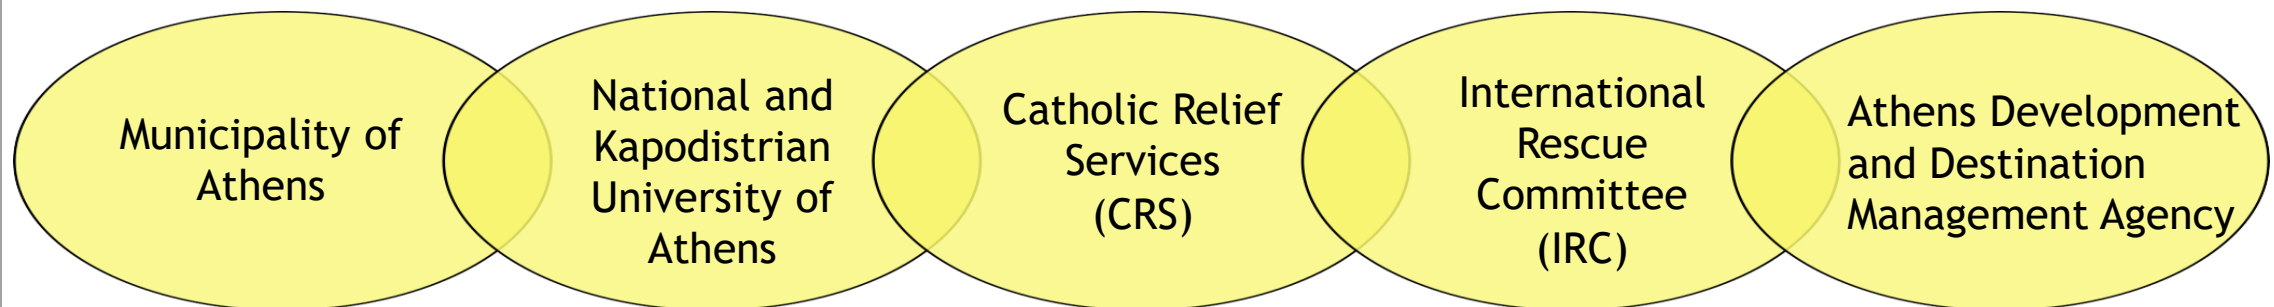 Municipality of
Athens
National and
Kapodistrian
University of
Athens
Catholic Relief
Services
(CRS)
International
Rescue
Committee
(IRC)
Athens Development
and Destination
Management Agency